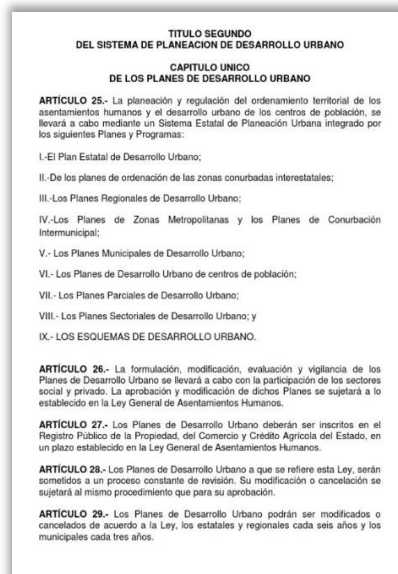 TITULO SEGUNDO
DEL SISTEMA DE PLANEACION DE DESARROLLO URBANO
CAPITULO UNICO
DE LOS PLANES DE DESARROLLO URBANO
ARTÍCULO 25.- La planeación y regulación del ordenamiento territorial de los
asentamientos humanos y el desarrollo urbano de los centros de población, se
llevará a cabo mediante un Sistema Estatal de Planeación Urbana integrado por
los siguientes Planes y Programas:
I.-El Plan Estatal de Desarrollo Urbano;
II.-De los planes de ordenación de las zonas conurbadas interestatales;
III.-Los Planes Regionales de Desarrollo Urbano;
IV.-Los Planes de Zonas Metropolitanas y los Planes de Conurbación
Intermunicipal;
V.- Los Planes Municipales de Desarrollo Urbano;
VI.- Los Planes de Desarrollo Urbano de centros de población;
VII.- Los Planes Parciales de Desarrollo Urbano;
VIII.- Los Planes Sectoriales de Desarrollo Urbano; y
IX.- LOS ESQUEMAS DE DESARROLLO URBANO.
ARTÍCULO 26.- La formulación, modificación, evaluación y vigilancia de los
Planes de Desarrollo Urbano se llevará a cabo con la participación de los sectores
social y privado. La aprobación y modificación de dichos Planes se sujetará a lo
establecido en la Ley General de Asentamientos Humanos.
ARTÍCULO 27.- Los Planes de Desarrollo Urbano deberán ser inscritos en el
Registro Público de la Propiedad, del Comercio y Crédito Agrícola del Estado, en
un plazo establecido en la Ley General de Asentamientos Humanos.
ARTÍCULO 28.- Los Planes de Desarrollo Urbano a que se refiere esta Ley, serán
sometidos a un proceso constante de revisión. Su modificación o cancelación se
sujetará al mismo procedimiento que para su aprobación.
ARTÍCULO 29.- Los Planes de Desarrollo Urbano podrán ser modificados o
cancelados de acuerdo a la Ley, los estatales y regionales cada seis años y los
municipales cada tres años.